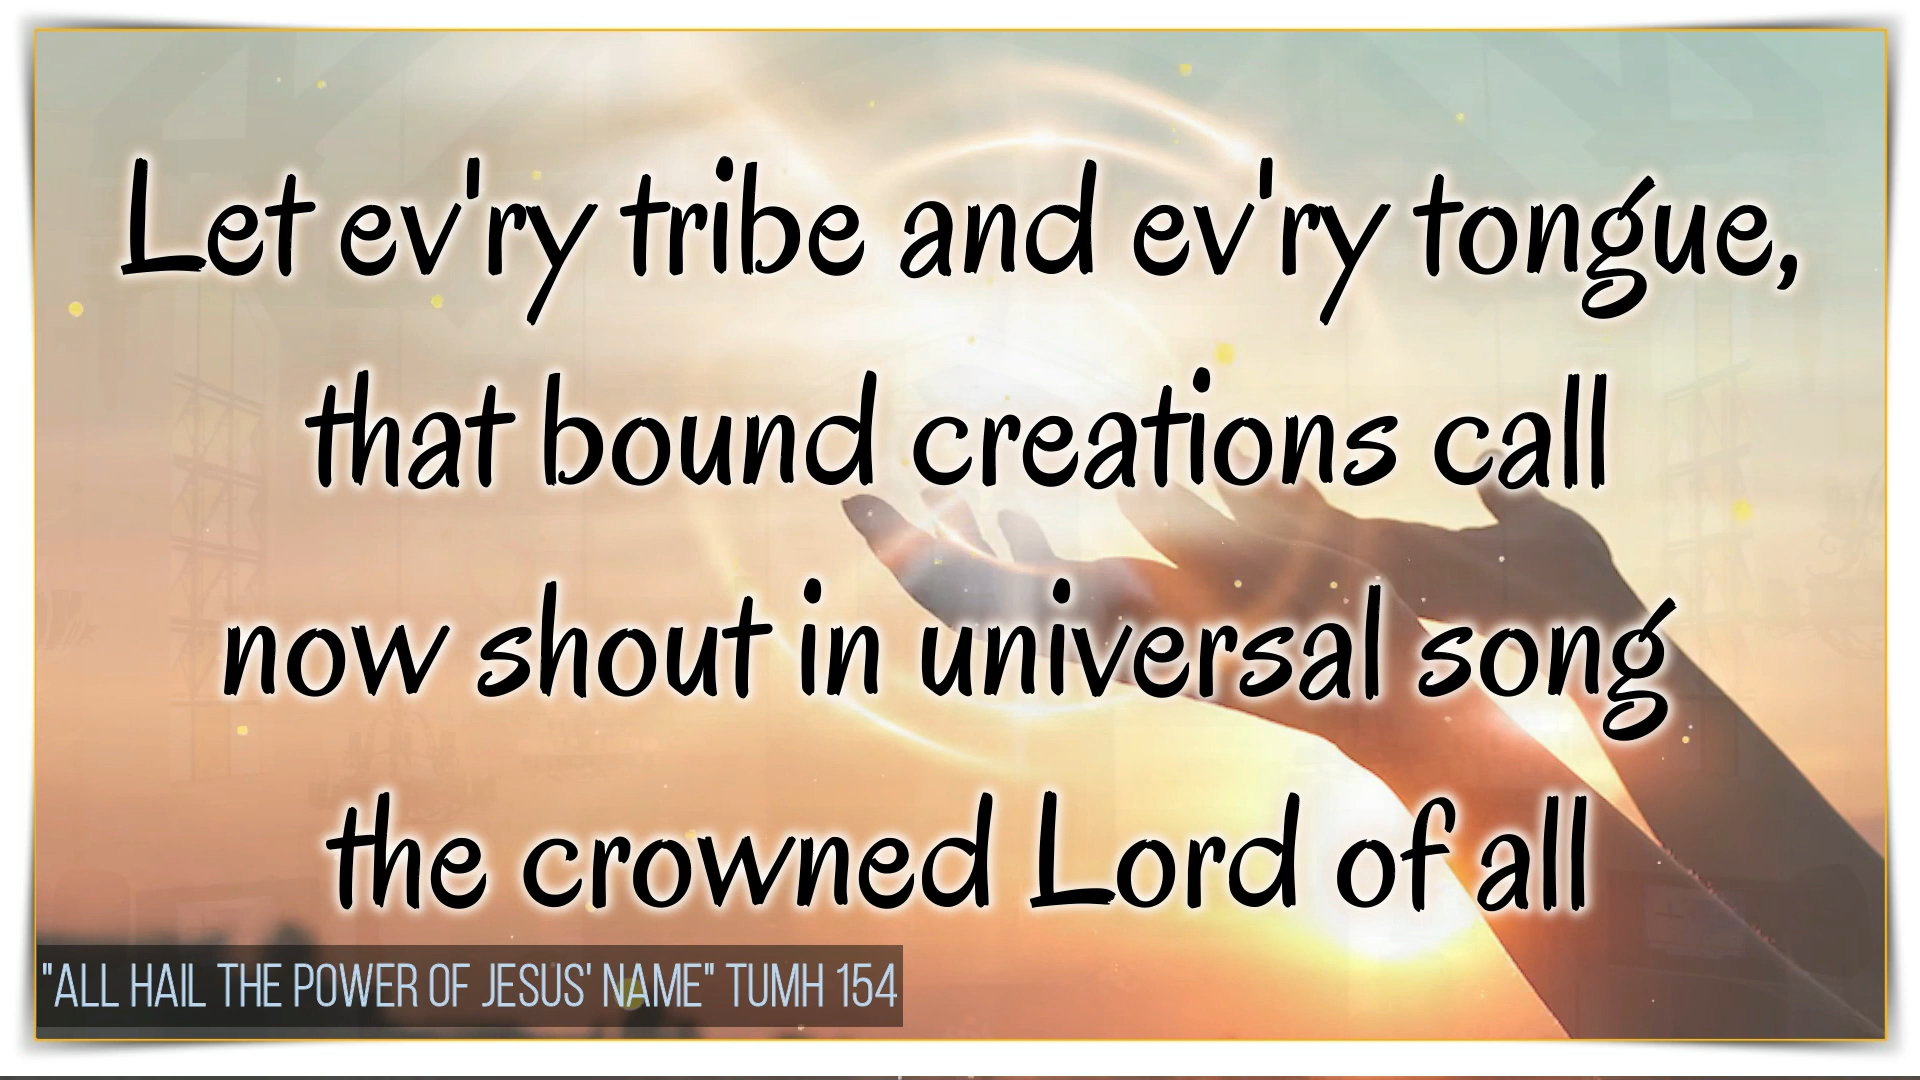 Let ev'ry tribe and ev'ry tongue,
that bound creations call
now shout in universal song
the crowned Lord of all
"ALL HAIL THE POWER OF JESUS' NAME" TUMH 154